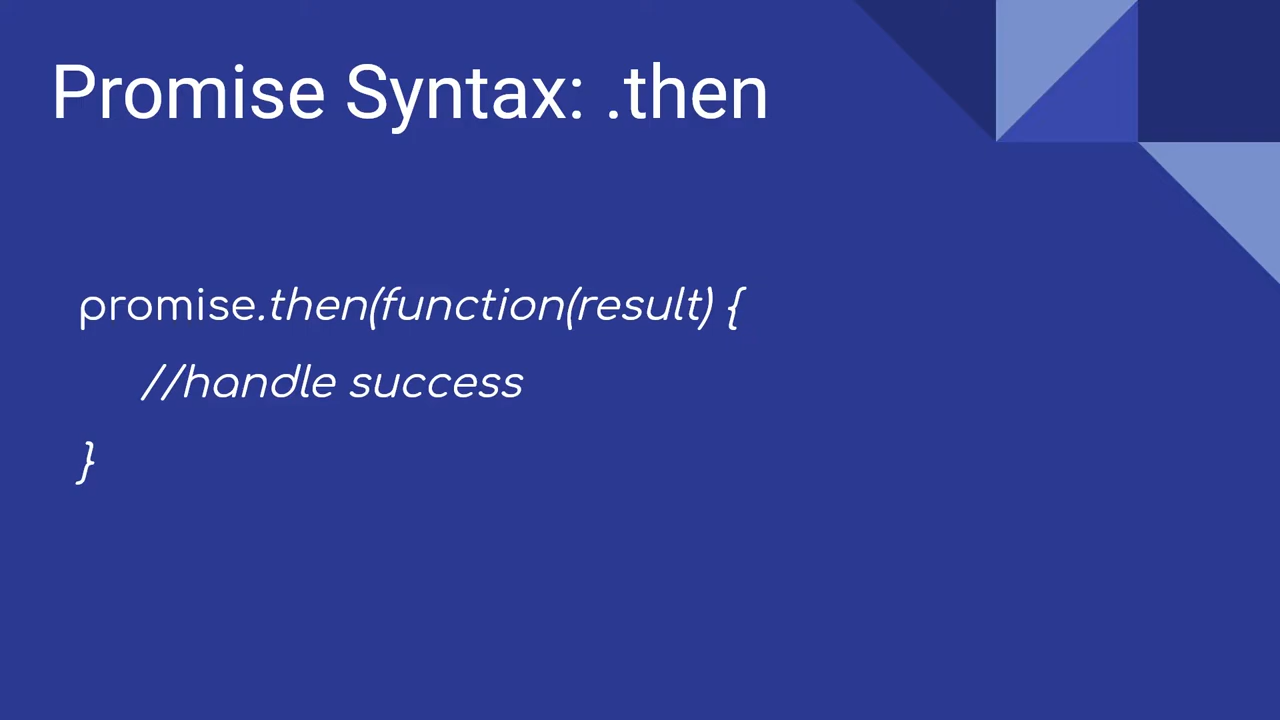 Promise Syntax: .then
promise.then(function(result) {
//handle success
}